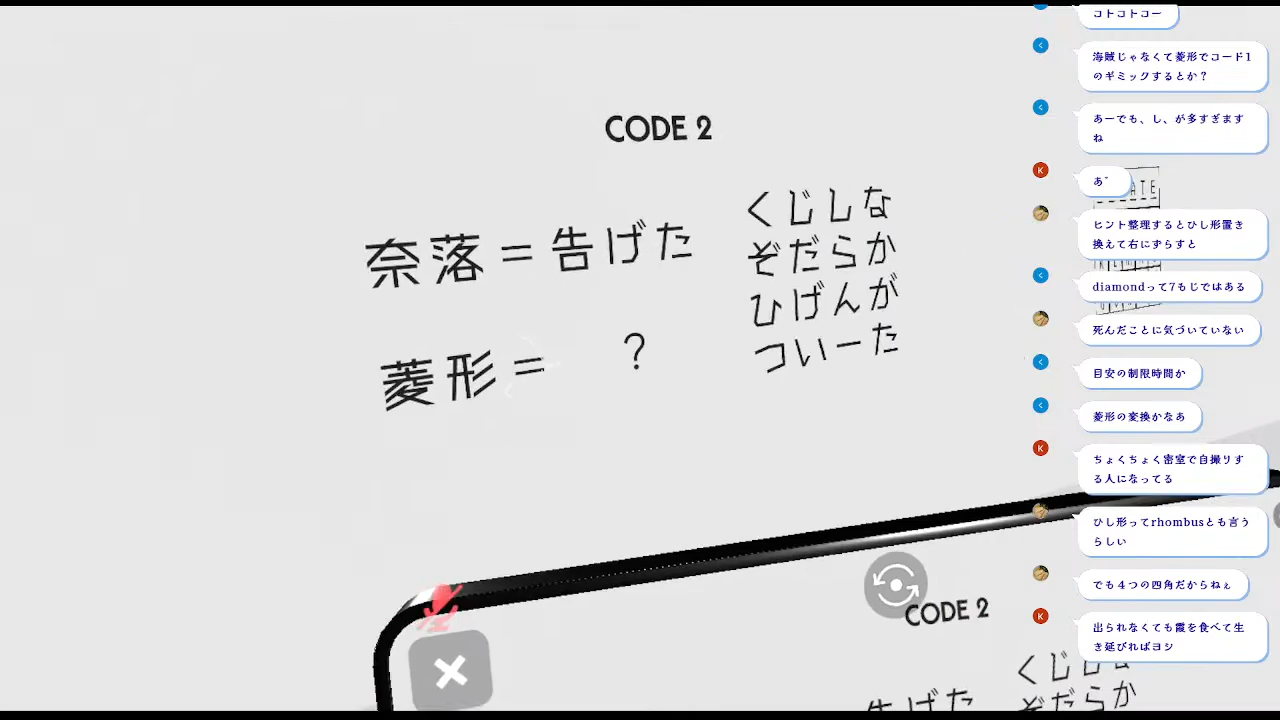 CODE 2
奈落＝告げた
菱形＝　？
くじしな
ぞだらか
ひげんが
ついーた
CODE 2
告げた
ぞだらか
コトコトコー
海賊じゃなくて菱形でコード1
のギミックするとか？
あーでも、し、が多すぎます
ね
あ゛
ヒント整理するとひし形置き
換えて右にずらすと
diamondって7もじではある
死んだことに気づいていない
目安の制限時間か
菱形の変換かなあ
ちょくちょく密室で自撮りす
る人になってる
ひし形ってrhombusとも言う
らしい
でも４つの四角だからねぇ
出られなくても霞を食べて生
き延びればヨシ